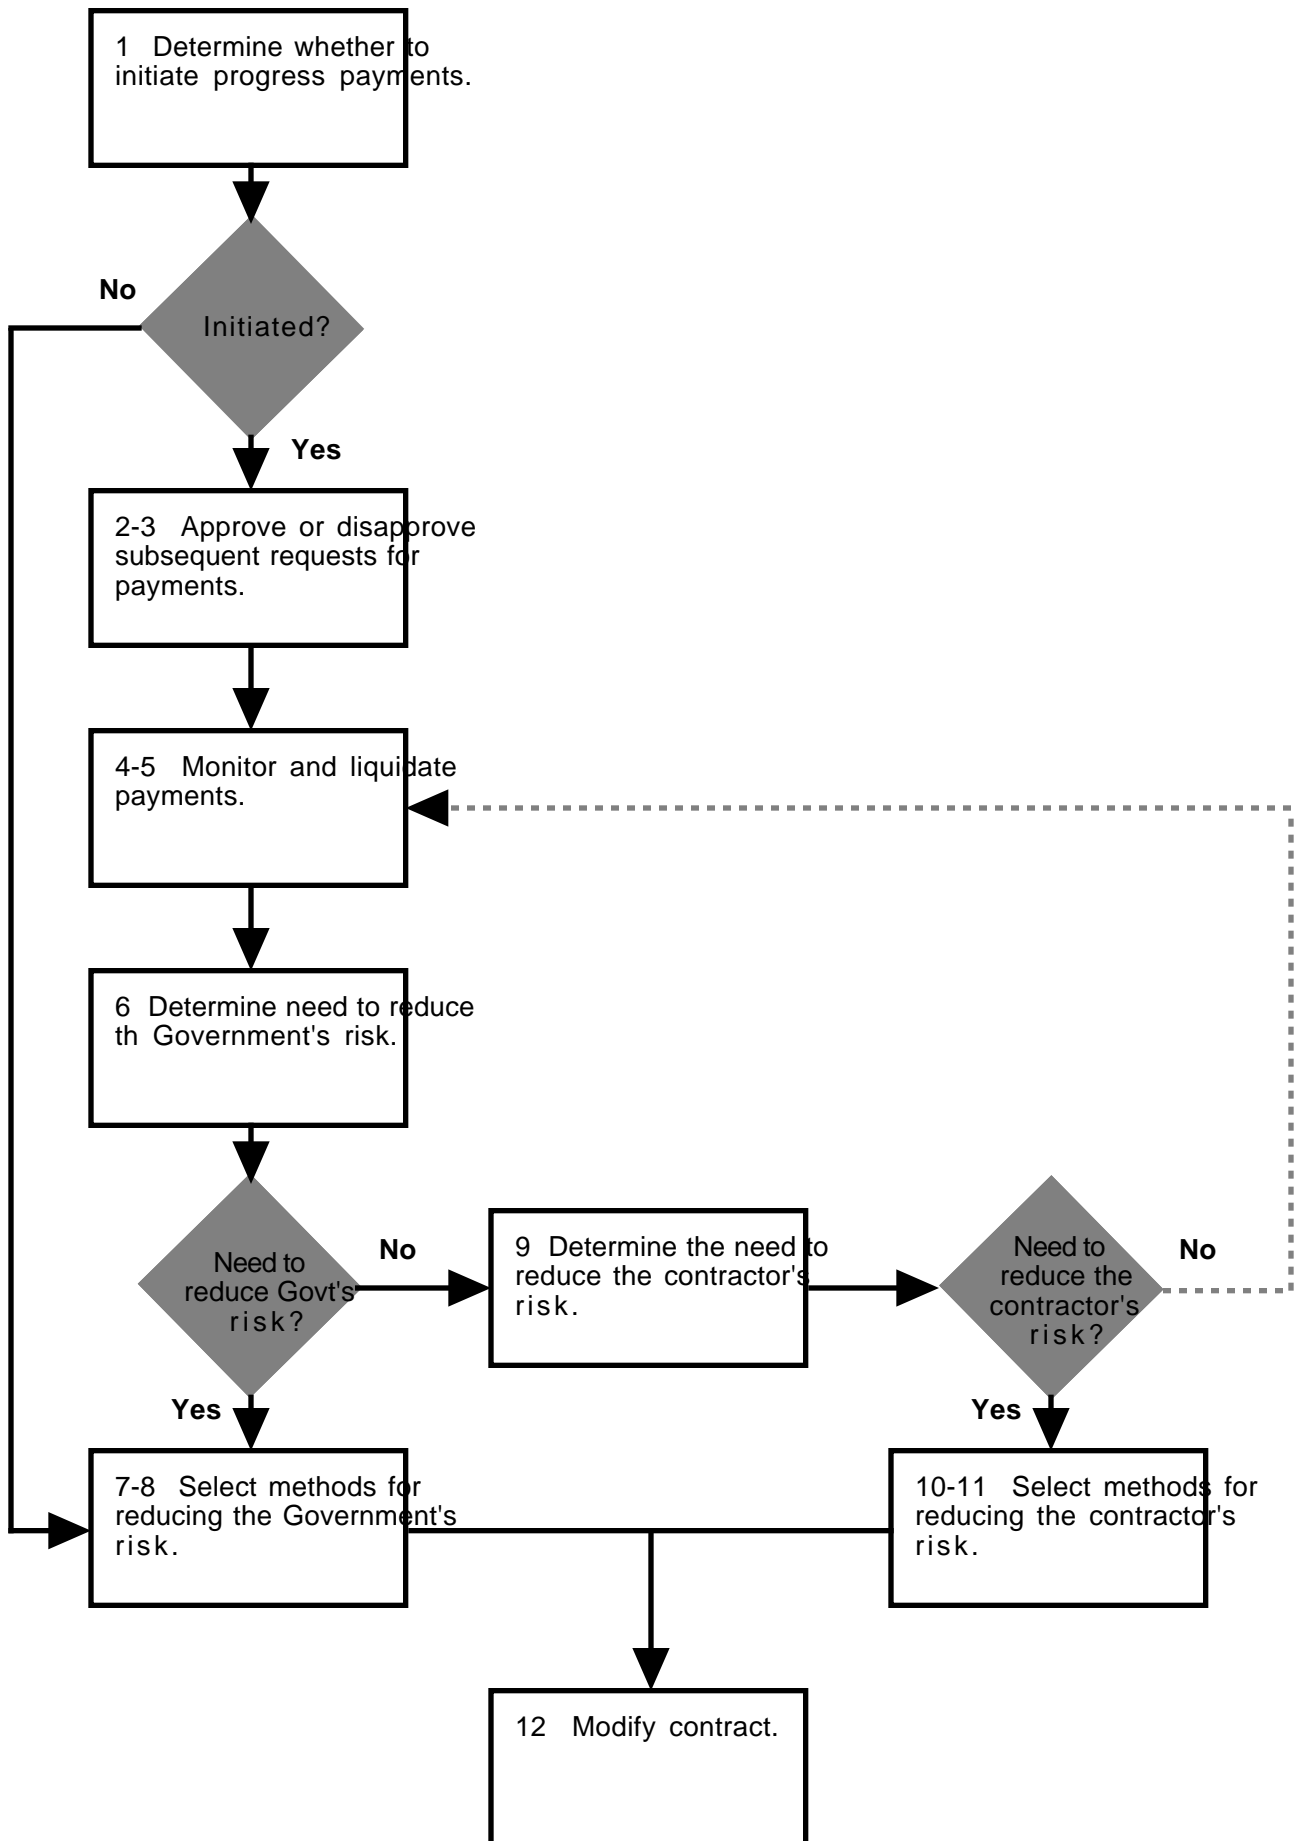 1 Determine whether to
initiate progress payments.
No
Initiated?
Yes
2-3 Approve or disapprove
subsequent requests for
payments.
4-5 Monitor and liquidate
payments.
6 Determine need to reduce
th Government's risk.
Need to
reduce Govt's
risk?
No
9 Determine the need to
reduce the contractor's
risk.
Need to
reduce the
contractor's
risk?
No
Yes
Yes
7-8 Select methods for
reducing the Government's
risk.
10-11 Select methods for
reducing the contractor's
risk.
12 Modify contract.